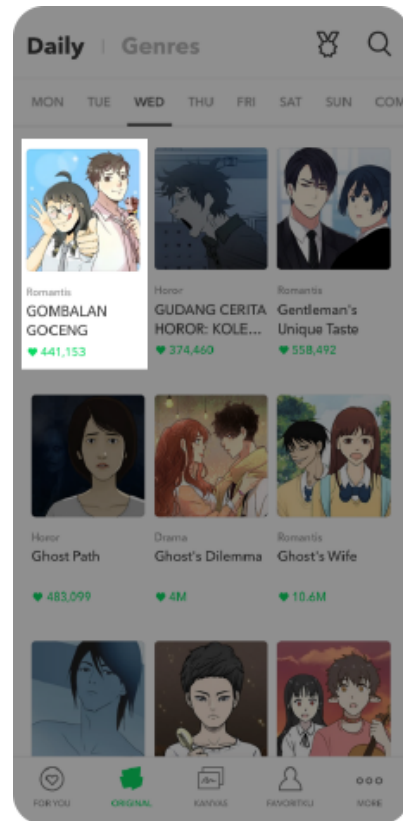 Daily | Genres
MON TUE WED THU FRI SAT SUN COM
Romantis
GOMBALAN
GOCENG
441,153
Horor
GUDANG CERITA
HOROR: KOLE...
374,460
Romantis
Gentleman's
Unique Taste
558,492
Horor
Ghost Path
483,099
Drama
Ghost's Dilemma
4M
Romantis
Ghost's Wife
10.6M
FOR YOU ORIGINAL KANVAS FAVORITKU MORE